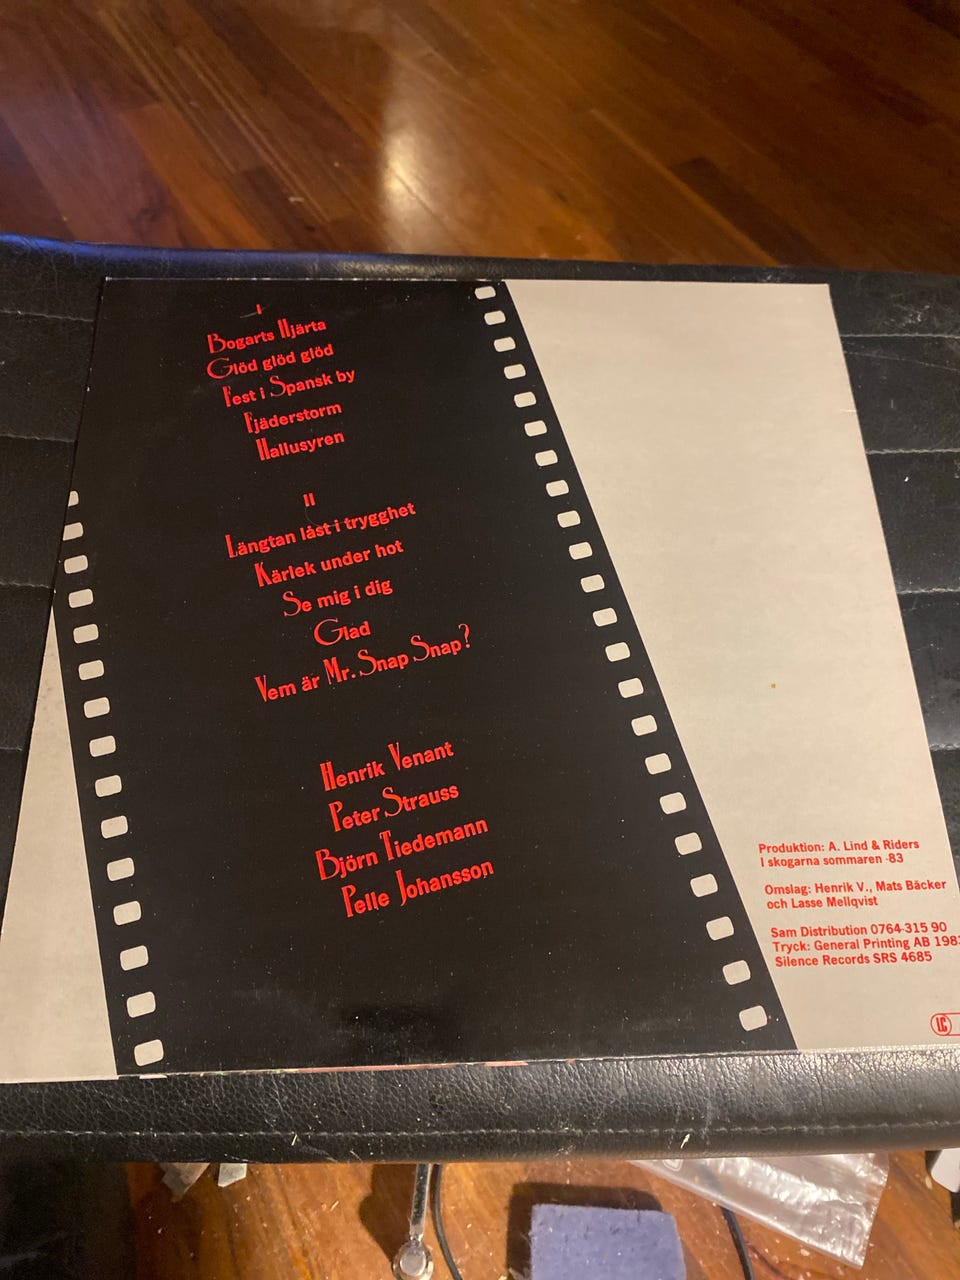 I
Bogarts Hjärta
Glöd glöd glöd
Fest i Spansk by
Fjäderstorm
Hallusyren
II
Längtan låst i trygghet
Kärlek under hot
Se mig i dig
Glad
Vem är Mr. Snap Snap?
Henrik Venant
Peter Strauss
Björn Tiedemann
Pelle Johansson
Produktion: A. Lind & Riders
I skogarna sommaren -83
Omslag: Henrik V., Mats Bäcker
och Lasse Mellqvist
Sam Distribution 0764-315 90
Tryck: General Printing AB 1983
Silence Records SRS 4685
LC